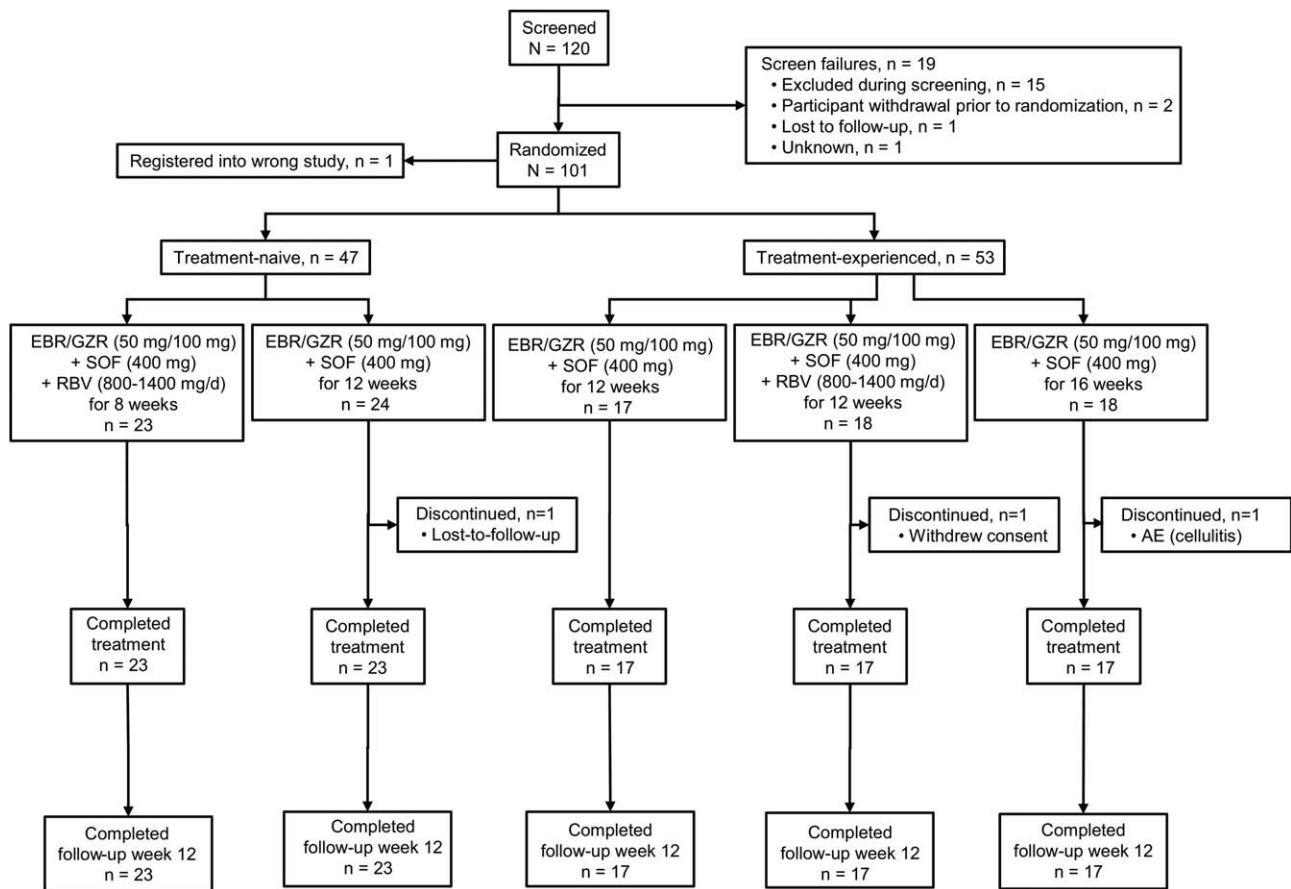 Screened
N = 120
Screen failures, n = 19
• Excluded during screening, n = 15
• Participant withdrawal prior to randomization, n = 2
• Lost to follow-up, n = 1
• Unknown, n = 1
Registered into wrong study, n = 1
Randomized
N = 101
Treatment-naive, n = 47
Treatment-experienced, n = 53
EBR/GZR (50 mg/100 mg)
+ SOF (400 mg)
+ RBV (800-1400 mg/d)
for 8 weeks
n = 23
EBR/GZR (50 mg/100 mg)
+ SOF (400 mg)
for 12 weeks
n = 24
EBR/GZR (50 mg/100 mg)
+ SOF (400 mg)
for 12 weeks
n = 17
EBR/GZR (50 mg/100 mg)
+ SOF (400 mg)
+ RBV (800-1400 mg/d)
for 12 weeks
n = 18
EBR/GZR (50 mg/100 mg)
+ SOF (400 mg)
for 16 weeks
n = 18
Discontinued, n=1
• Lost-to-follow-up
Discontinued, n=1
• Withdrew consent
Discontinued, n=1
• AE (cellulitis)
Completed
treatment
n = 23
Completed
treatment
n = 23
Completed
treatment
n = 17
Completed
treatment
n = 17
Completed
treatment
n = 17
Completed
follow-up week 12
n = 23
Completed
follow-up week 12
n = 23
Completed
follow-up week 12
n = 17
Completed
follow-up week 12
n = 17
Completed
follow-up week 12
n = 17